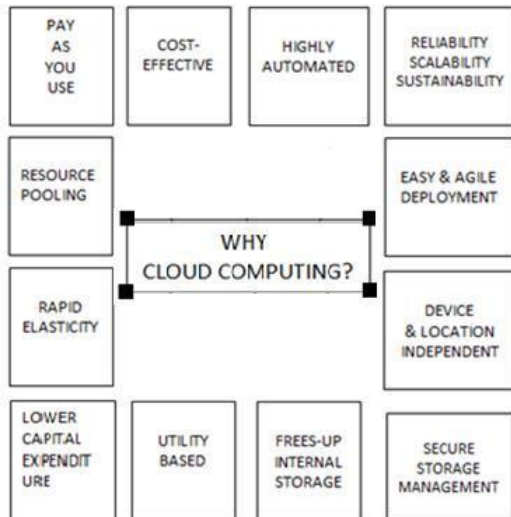 PAY
AS
YOU
USE
COST-
EFFECTIVE
HIGHLY
AUTOMATED
RELIABILITY
SCALABILITY
SUSTAINABILITY
RESOURCE
POOLING
EASY & AGILE
DEPLOYMENT
WHY
CLOUD COMPUTING?
RAPID
ELASTICITY
DEVICE
& LOCATION
INDEPENDENT
LOWER
CAPITAL
EXPENDIT
URE
UTILITY
BASED
FREES-UP
INTERNAL
STORAGE
SECURE
STORAGE
MANAGEMENT